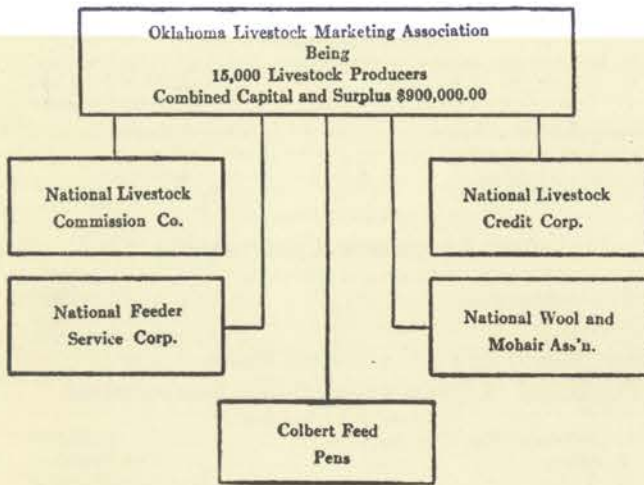 Oklahoma Livestock Marketing Association
Being
15,000 Livestock Producers
Combined Capital and Surplus $900,000.00
National Livestock
Commission Co.
National Livestock
Credit Corp.
National Feeder
Service Corp.
National Wool and
Mohair Ass'n.
Colbert Feed
Pens